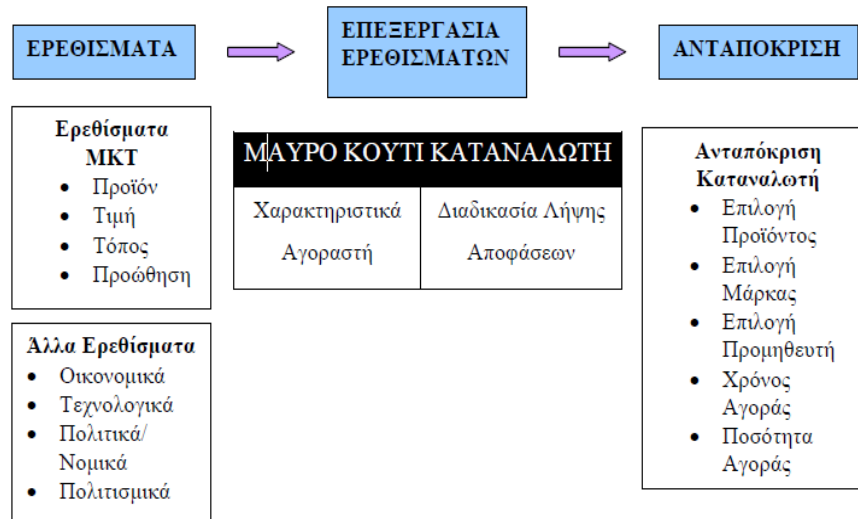 ΕΡΕΘΙΣΜΑΤΑ
ΕΠΕΞΕΡΓΑΣΙΑ
ΕΡΕΘΙΣΜΑΤΩΝ
ΑΝΤΑΠΟΚΡΙΣΗ
Ερεθίσματα
ΜΚΤ
• Προϊόν
• Τιμή
• Τόπος
• Προώθηση
Άλλα Ερεθίσματα
• Οικονομικά
• Τεχνολογικά
• Πολιτικά/
Νομικά
• Πολιτισμικά
ΜΑΥΡΟ ΚΟΥΤΙ ΚΑΤΑΝΑΛΩΤΗ
Χαρακτηριστικά
Αγοραστή
Διαδικασία Λήψης
Αποφάσεων
Ανταπόκριση
Καταναλωτή
• Επιλογή
Προϊόντος
• Επιλογή
Μάρκας
• Επιλογή
Προμηθευτή
• Χρόνος
Αγοράς
• Ποσότητα
Αγοράς